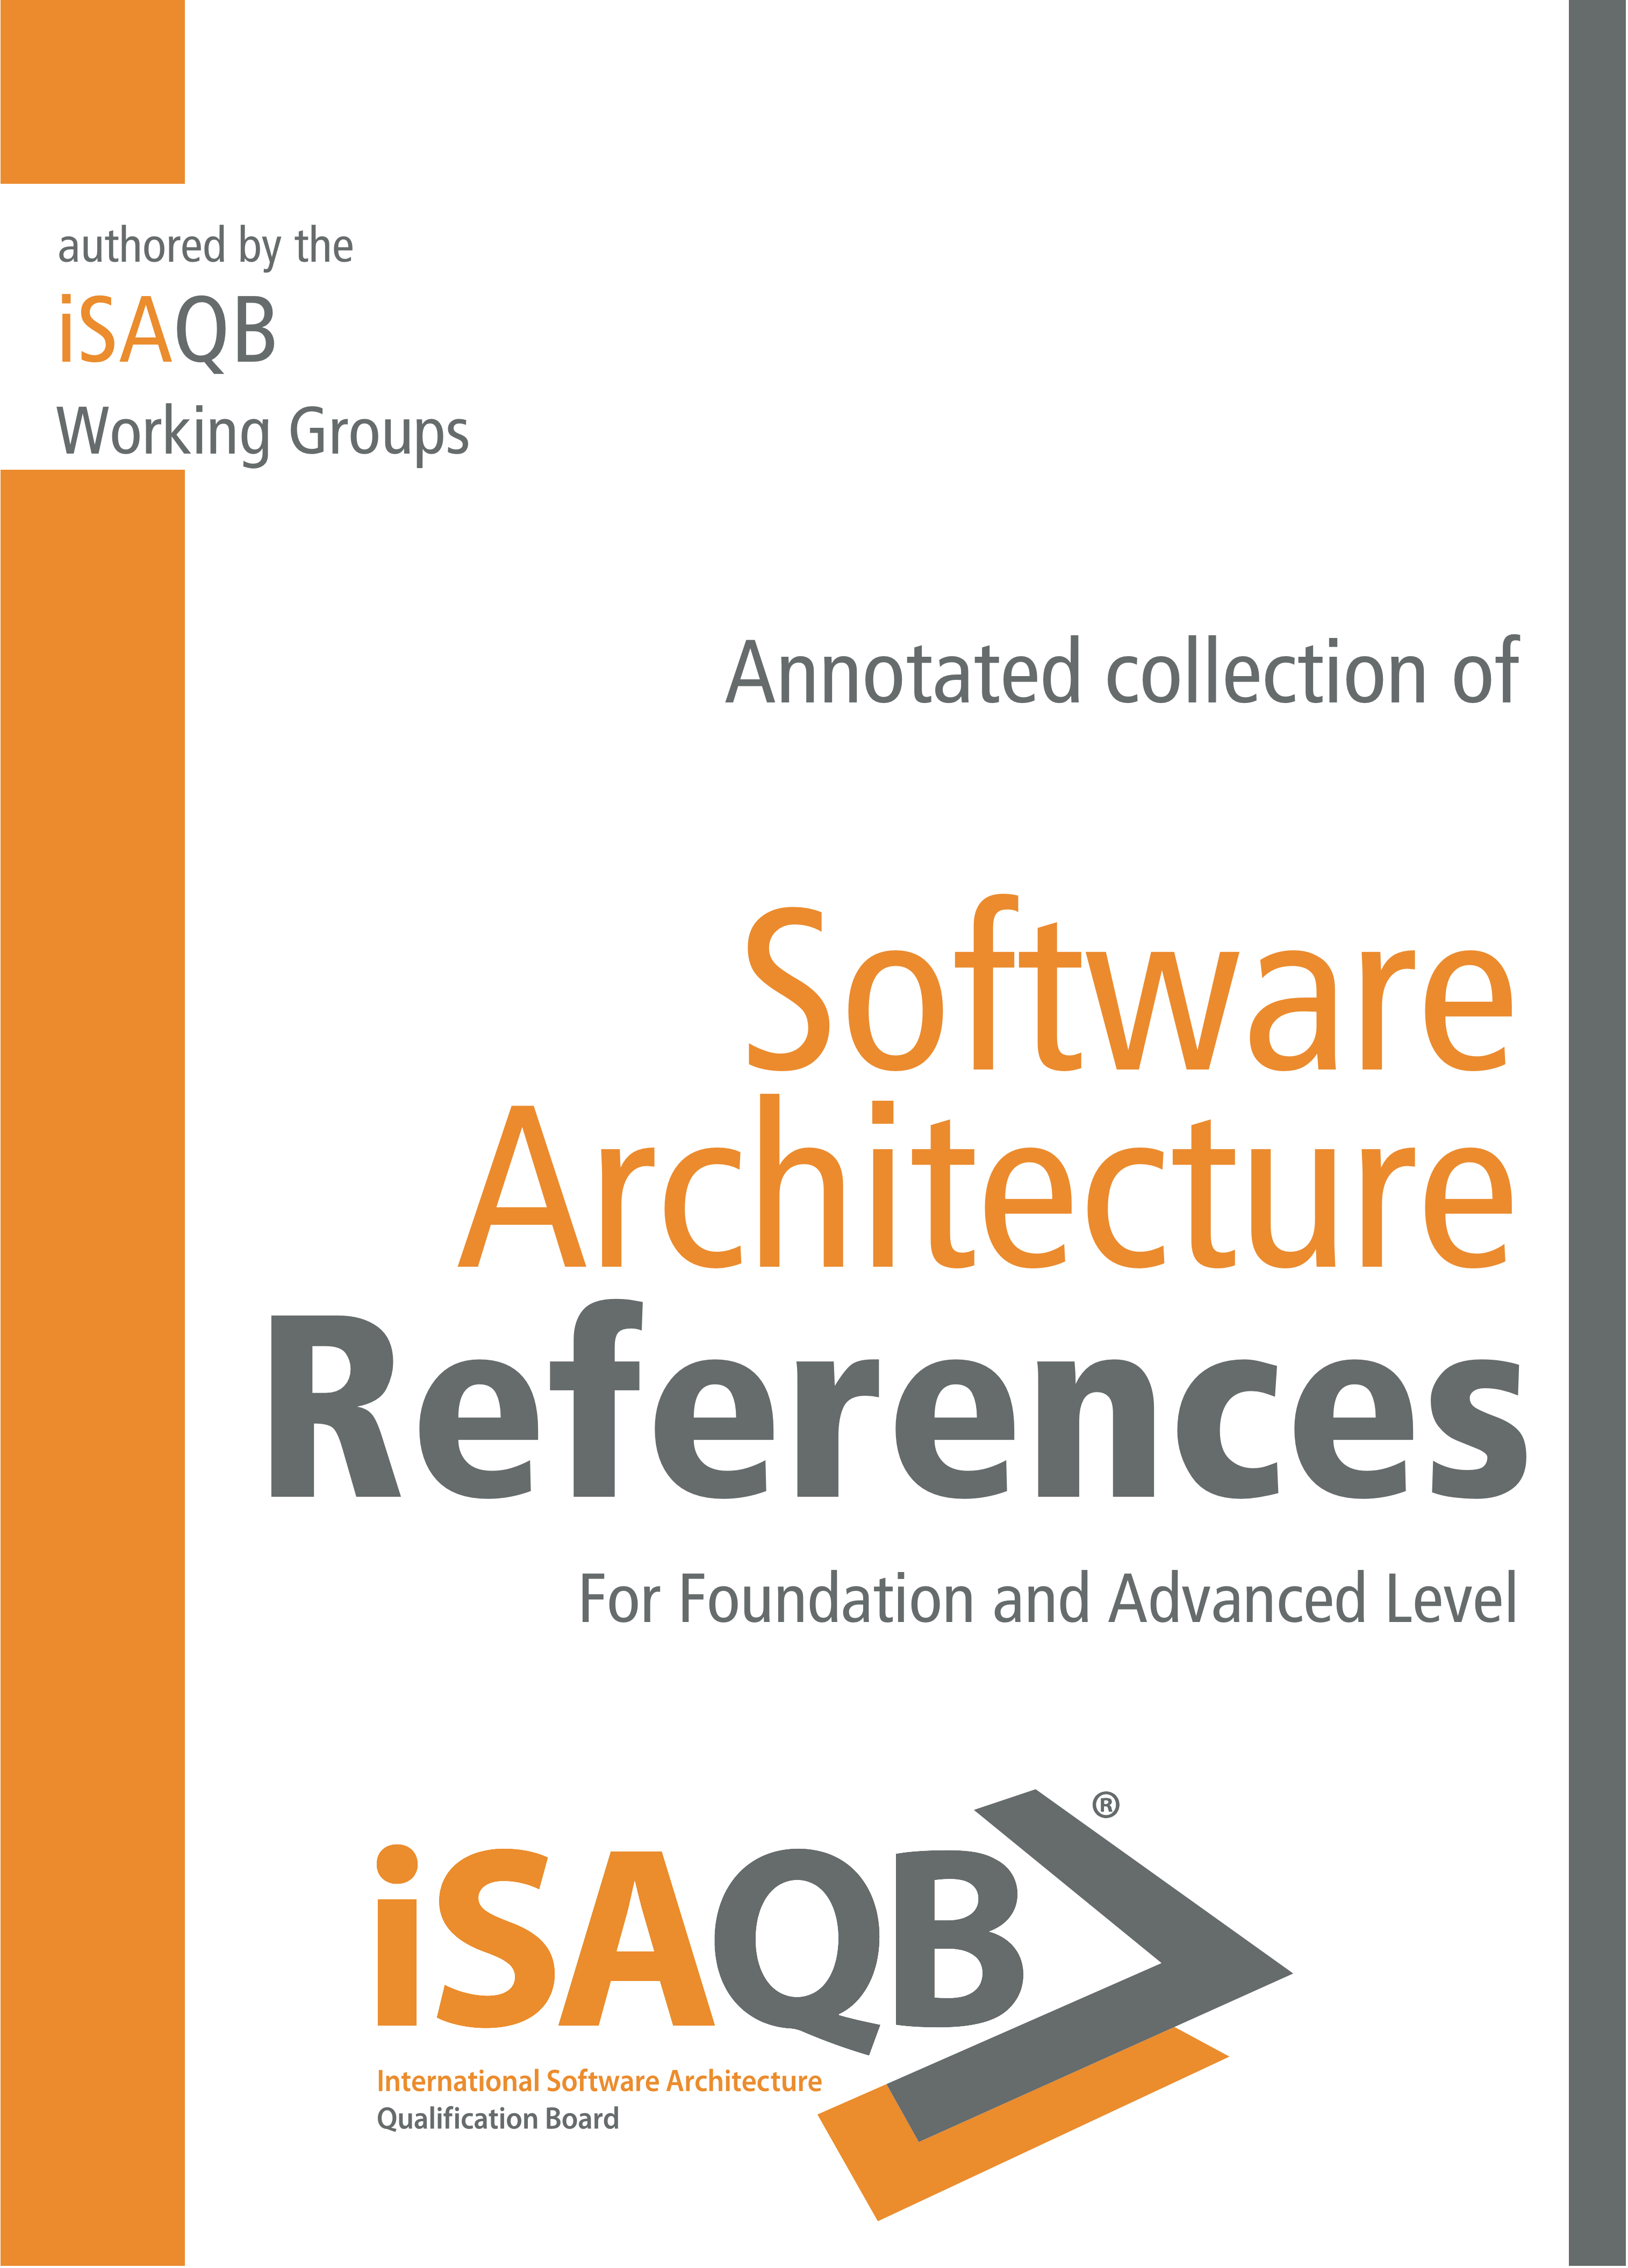 authored by the
iSAQB
Working Groups
Annotated collection of
Software
Architecture
References
For Foundation and Advanced Level
®
iSAQB
International Software Architecture
Qualification Board